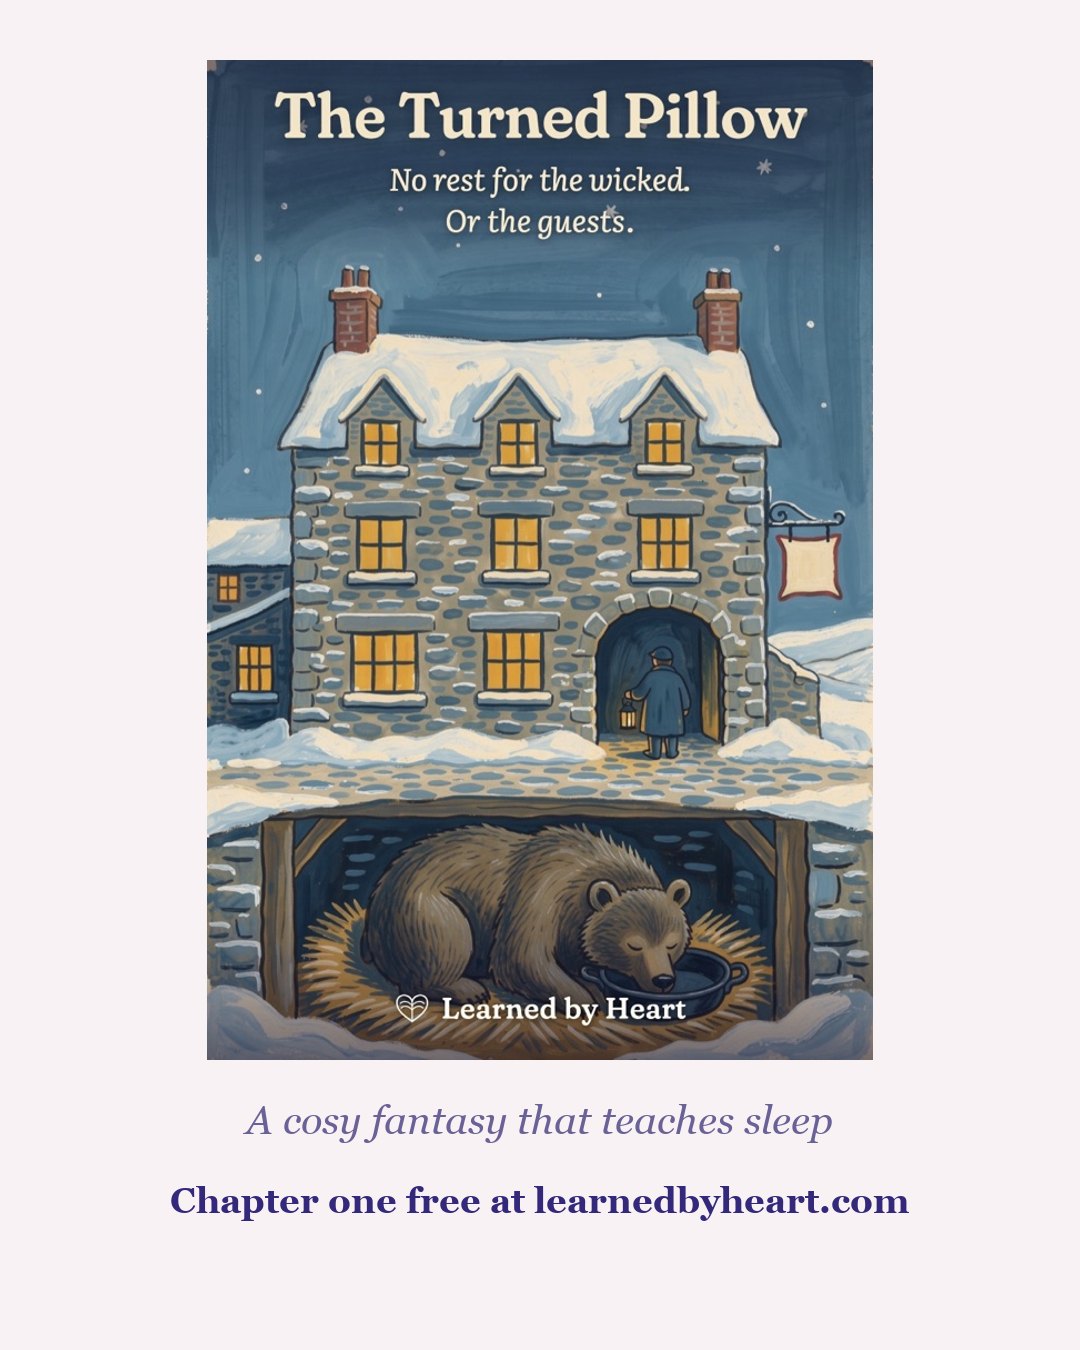 The Turned Pillow
No rest for the wicked.
Or the guests.
Learned by Heart
A cosy fantasy that teaches sleep
Chapter one free at learnedbyheart.com